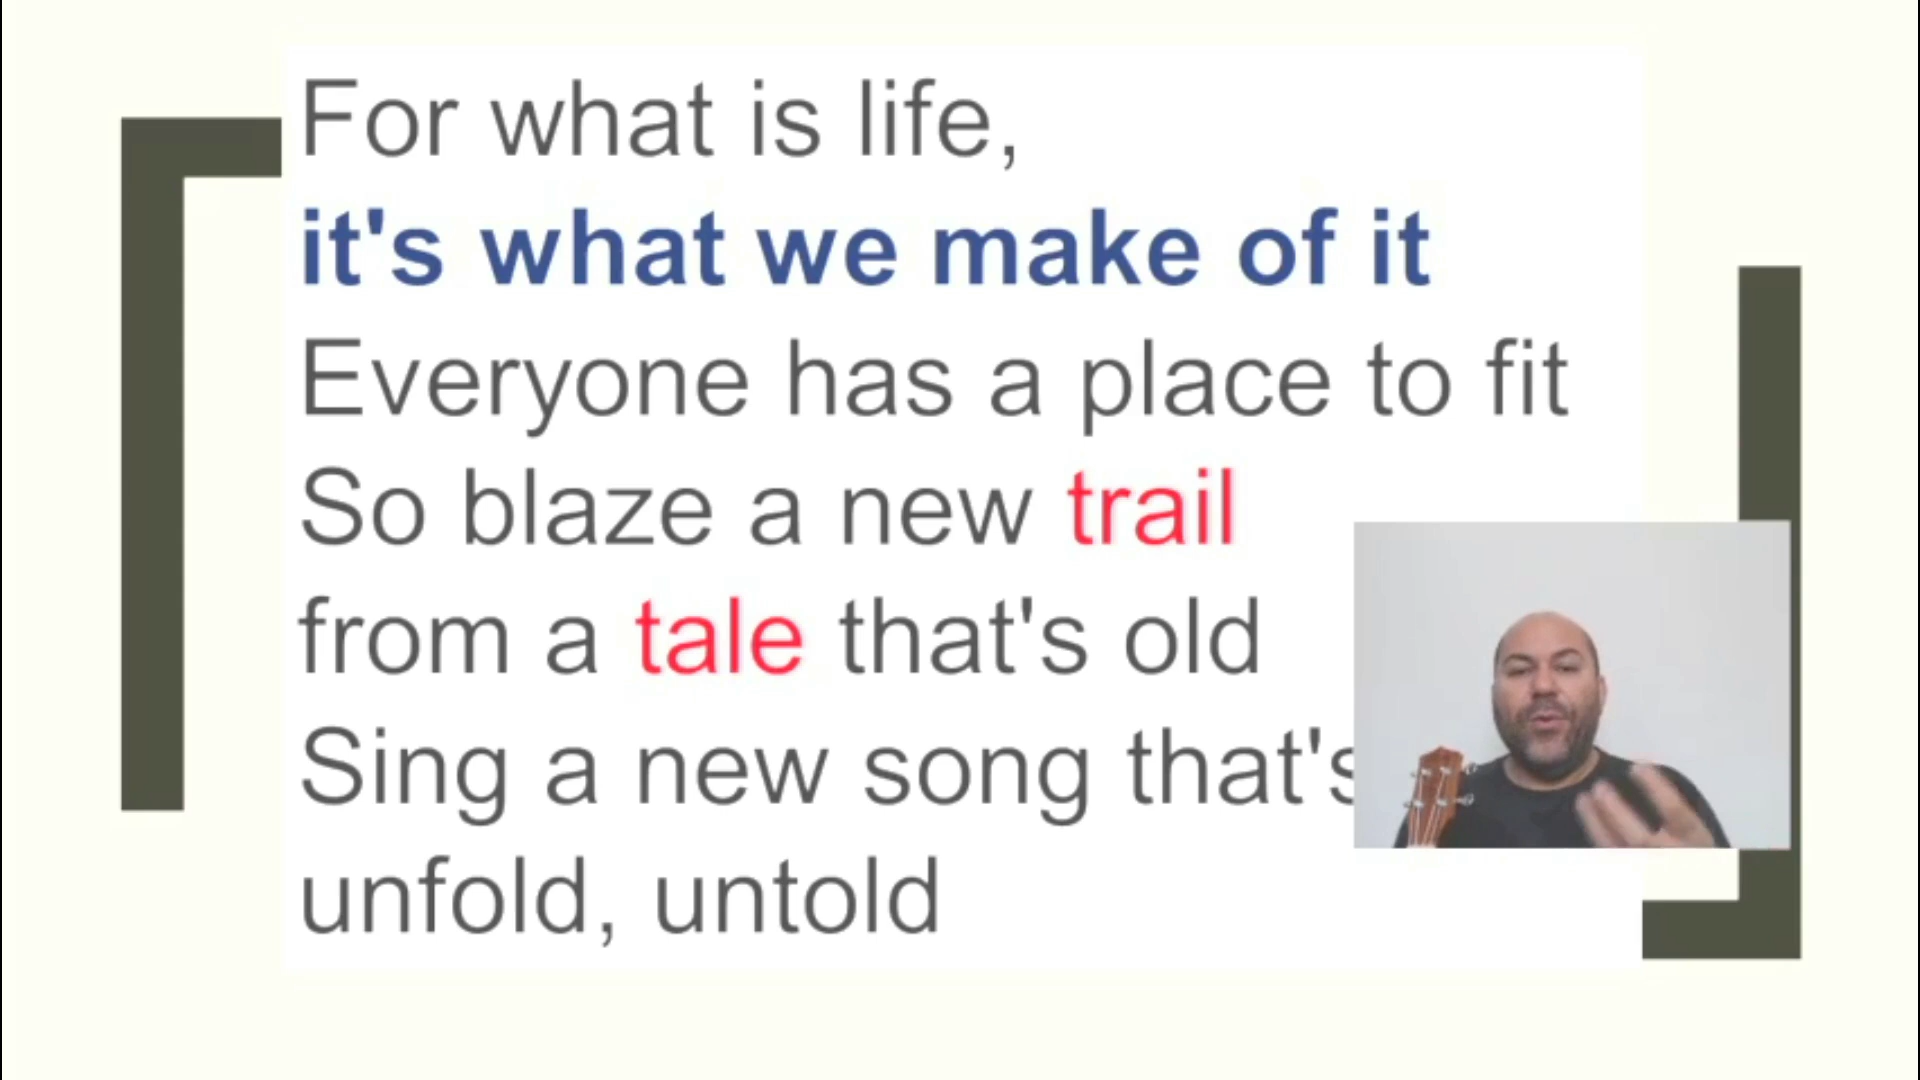 For what is life,
it's what we make of it
Everyone has a place to fit
So blaze a new trail
from a tale that's old
Sing a new song that's
unfold, untold